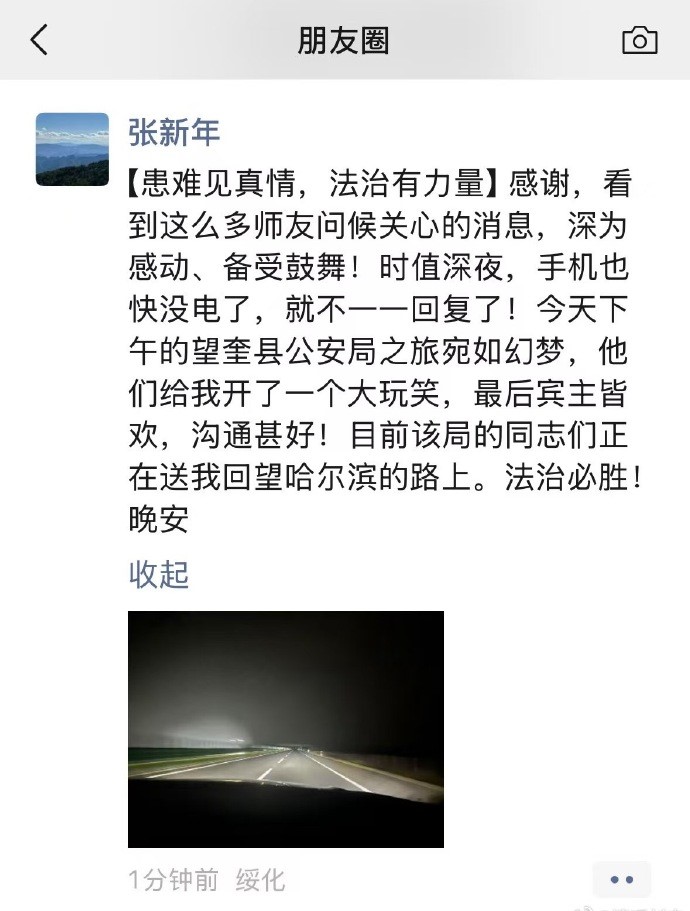 朋友圈
张新年
【患难见真情，法治有力量】感谢，看
到这么多师友问候关心的消息，深为
感动、备受鼓舞！时值深夜，手机也
快没电了，就不一一回复了！今天下
午的望奎县公安局之旅宛如幻梦，他
们给我开了一个大玩笑，最后宾主皆
欢，沟通甚好！目前该局的同志们正
在送我回望哈尔滨的路上。法治必胜！
晚安
收起
1分钟前 绥化